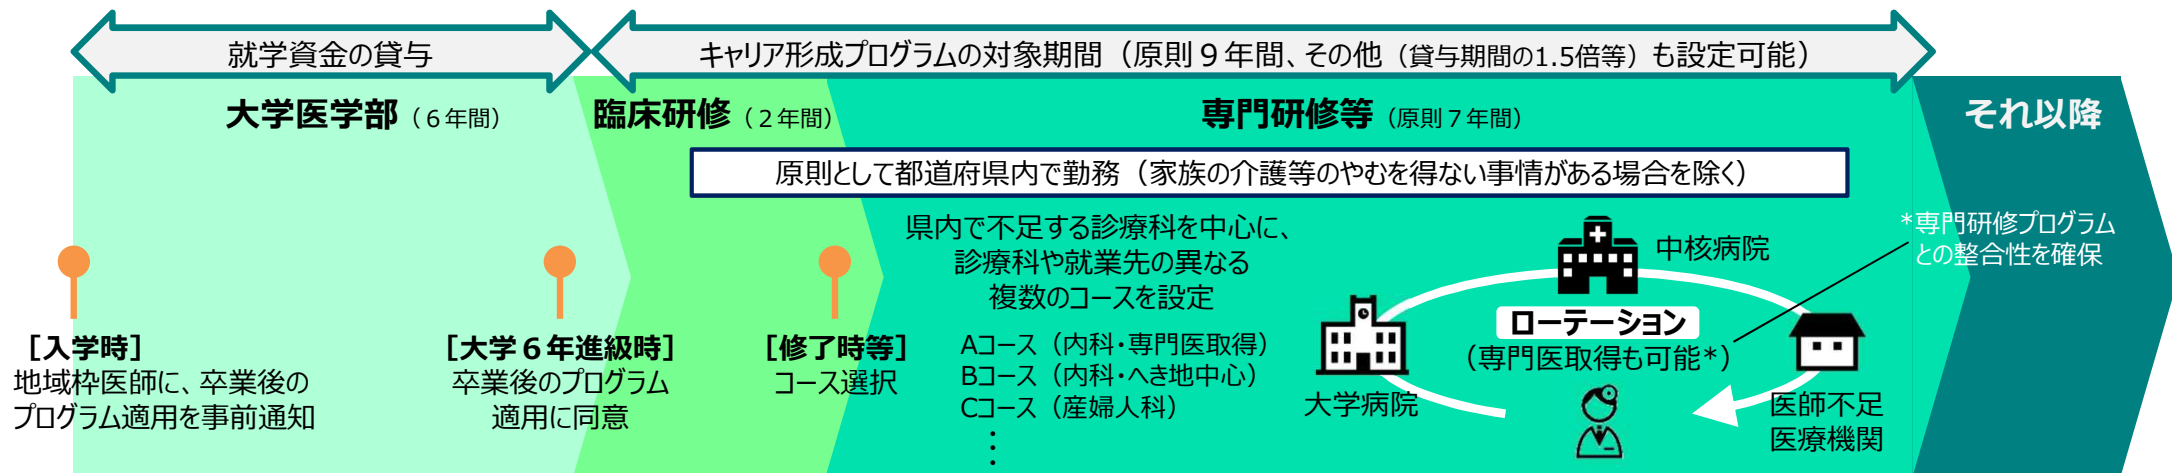 就学資金の貸与
キャリア形成プログラムの対象期間（原則９年間、その他（貸与期間の1.5倍等）も設定可能）
大学医学部（６年間）
臨床研修（２年間）
専門研修等（原則７年間）
それ以降
原則として都道府県内で勤務（家族の介護等のやむを得ない事情がある場合を除く）
［入学時］
地域枠医師に、卒業後の
プログラム適用を事前通知
［大学６年進級時］
卒業後のプログラム
適用に同意
［修了時等］
コース選択
県内で不足する診療科を中心に、
診療科や就業先の異なる
複数のコースを設定
Aコース（内科・専門医取得）
Bコース（内科・へき地中心）
Cコース（産婦人科）
⋮
中核病院
ローテーション
（専門医取得も可能*）
大学病院
医師不足
医療機関
*専門研修プログラム
との整合性を確保